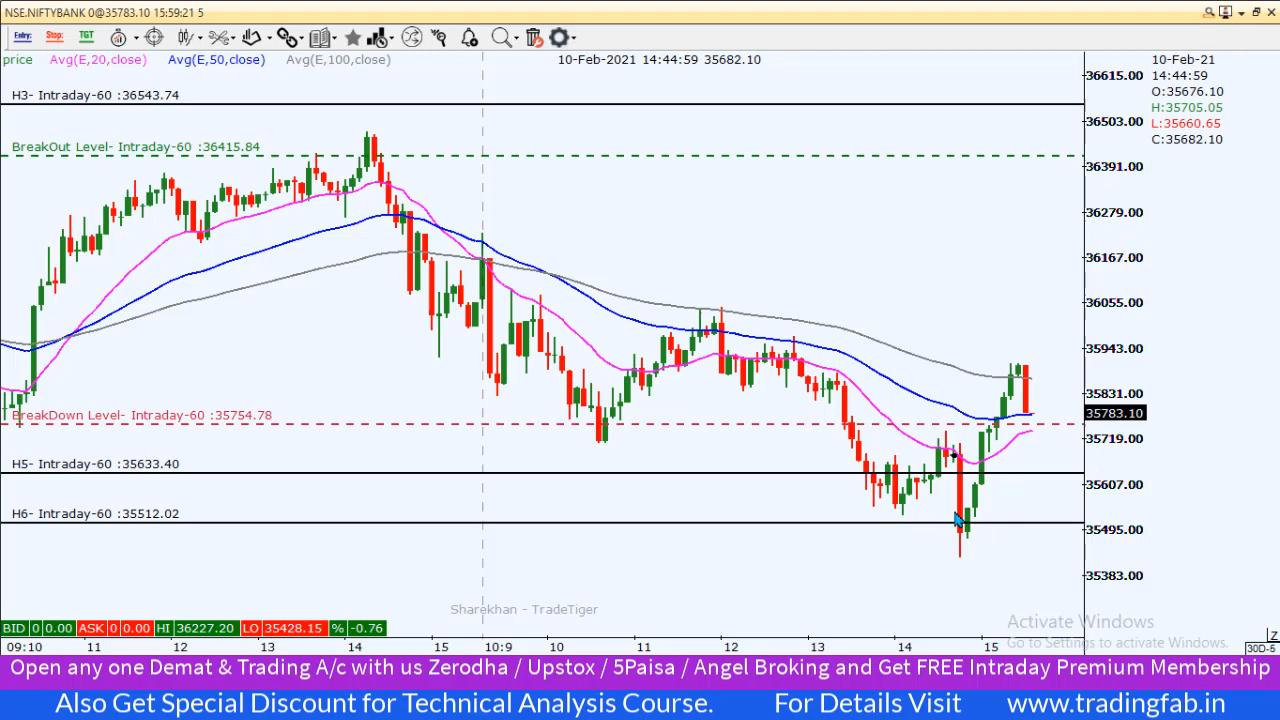 NSE.NIFTYBANK 0@35783.10 15:59:21 5
Entry: Stop: TGT
price Avg(E,20,close) Avg(E,50,close) Avg(E,100,close) 10-Feb-2021 14:44:59 35682.10
10-Feb-21
14:44:59
O:35676.10
H:35705.05
L:35660.65
C:35682.10
H3- Intraday-60 :36543.74
BreakOut Level- Intraday-60 :36415.84
BreakDown Level- Intraday-60 :35754.78
H5- Intraday-60 :35633.40
H6- Intraday-60 :35512.02
36615.00
36503.00
36391.00
36279.00
36167.00
36055.00
35943.00
35831.00
35783.10
35719.00
35607.00
35495.00
35383.00
Sharekhan - TradeTiger
Activate Windows
Go to Settings to activate Windows.
BID 0 0.00 ASK 0 0.00 HI 36227.20 LO 35428.15 % -0.76
Z
09:10 11 12 13 14 15 10:9 10 11 12 13 14 15 30D-5
Open any one Demat & Trading A/c with us Zerodha / Upstox / 5Paisa / Angel Broking and Get FREE Intraday Premium Membership
Also Get Special Discount for Technical Analysis Course. For Details Visit www.tradingfab.in